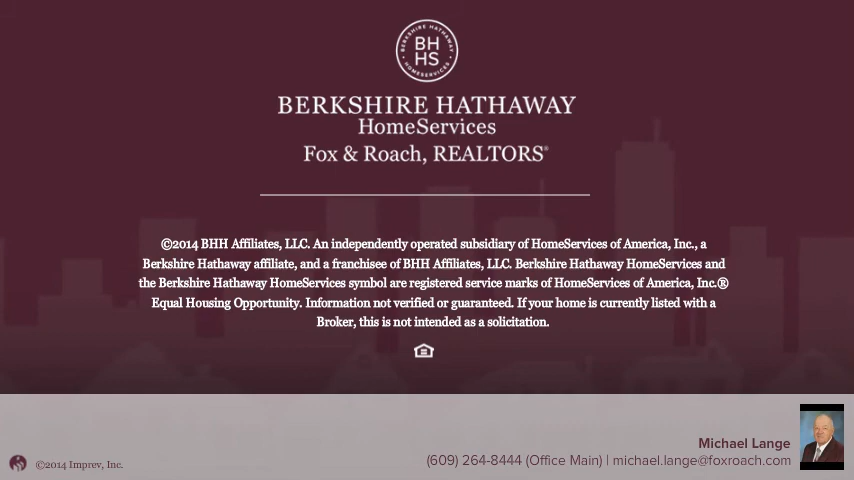 BERKSHIRE HATHAWAY
HOMESERVICES
BH
HS
BERKSHIRE HATHAWAY
HomeServices
Fox & Roach, REALTORS®
©2014 BHH Affiliates, LLC. An independently operated subsidiary of HomeServices of America, Inc., a
Berkshire Hathaway affiliate, and a franchisee of BHH Affiliates, LLC. Berkshire Hathaway HomeServices and
the Berkshire Hathaway HomeServices symbol are registered service marks of HomeServices of America, Inc.®
Equal Housing Opportunity. Information not verified or guaranteed. If your home is currently listed with a
Broker, this is not intended as a solicitation.
Michael Lange
(609) 264-8444 (Office Main) | michael.lange@foxroach.com
©2014 Imprev, Inc.